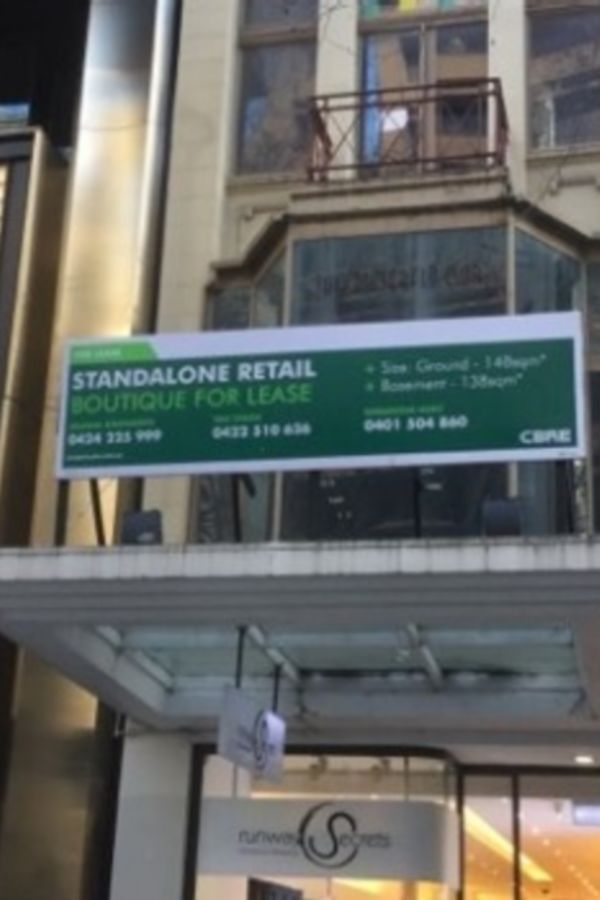 FOR LEASE
STANDALONE RETAIL
BOUTIQUE FOR LEASE
0424 225 999
0422 510 636
+ Size: Ground - 148sqm*
+ Basement - 138sqm*
0401 504 860
CBRE
runway Secrets